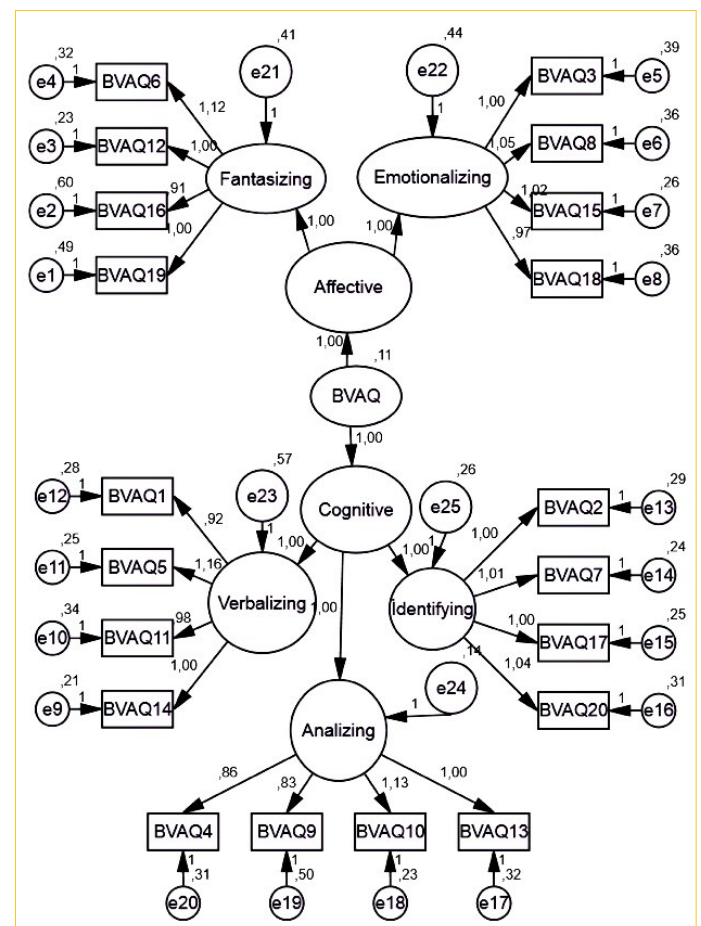 ,32
,41
,44
,39
e4
1
BVAQ6
e21
e22
BVAQ3
1
e5
1,12
1
1
1,00
,23
,36
e3
1
BVAQ12
1,00
1,05
BVAQ8
1
e6
Fantasizing
Emotionalizing
,60
,26
e2
1
BVAQ16
,91
1,02
BVAQ15
1
e7
1,00
1,00
1,00
,49
,97
,36
e1
1
BVAQ19
BVAQ18
1
e8
Affective
1,00
,11
BVAQ
1,00
,28
,57
,26
,29
e12
1
BVAQ1
e23
Cognitive
e25
BVAQ2
1
e13
,92
1
1,00
1,00
1
1,00
,25
,24
e11
1
BVAQ5
1,16
1,01
BVAQ7
1
e14
Verbalizing
1,00
Identifying
,34
,25
e10
1
BVAQ11
,98
1,00
BVAQ17
1
e15
1,00
,14
1,04
,21
,31
e9
1
BVAQ14
e24
BVAQ20
1
e16
1
Analizing
,86
,83
1,13
1,00
BVAQ4
BVAQ9
BVAQ10
BVAQ13
1
1
1
1
,31
,50
,23
,32
e20
e19
e18
e17